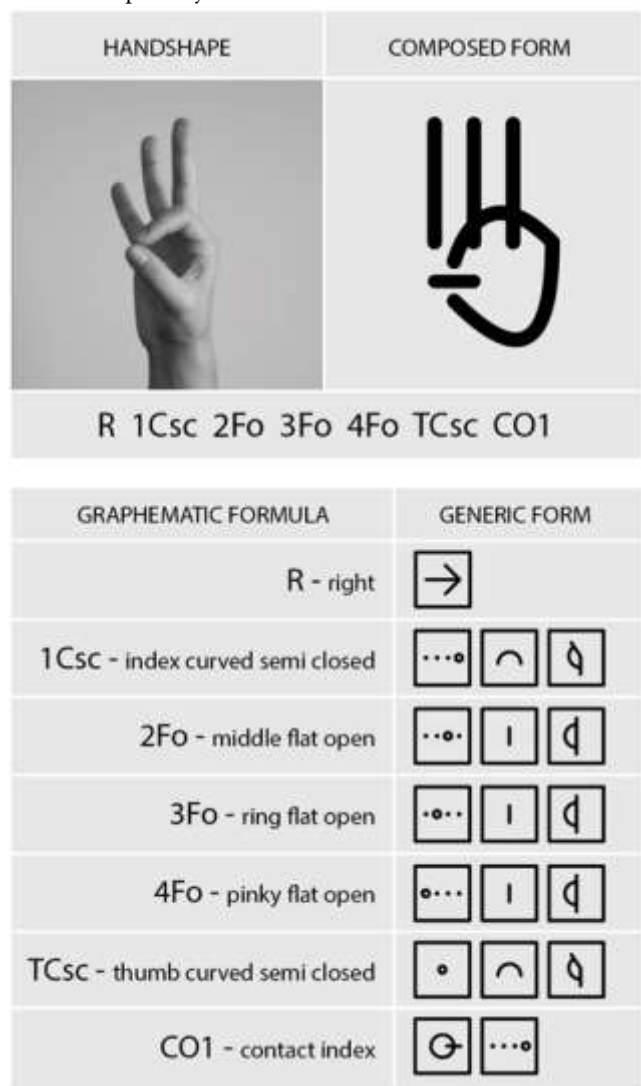 HANDSHAPE COMPOSED FORM
R 1Csc 2Fo 3Fo 4Fo TCsc CO1
GRAPHEMATIC FORMULA GENERIC FORM
R - right
1Csc - index curved semi closed
2Fo - middle flat open
3Fo - ring flat open
4Fo - pinky flat open
TCsc - thumb curved semi closed
CO1 - contact index